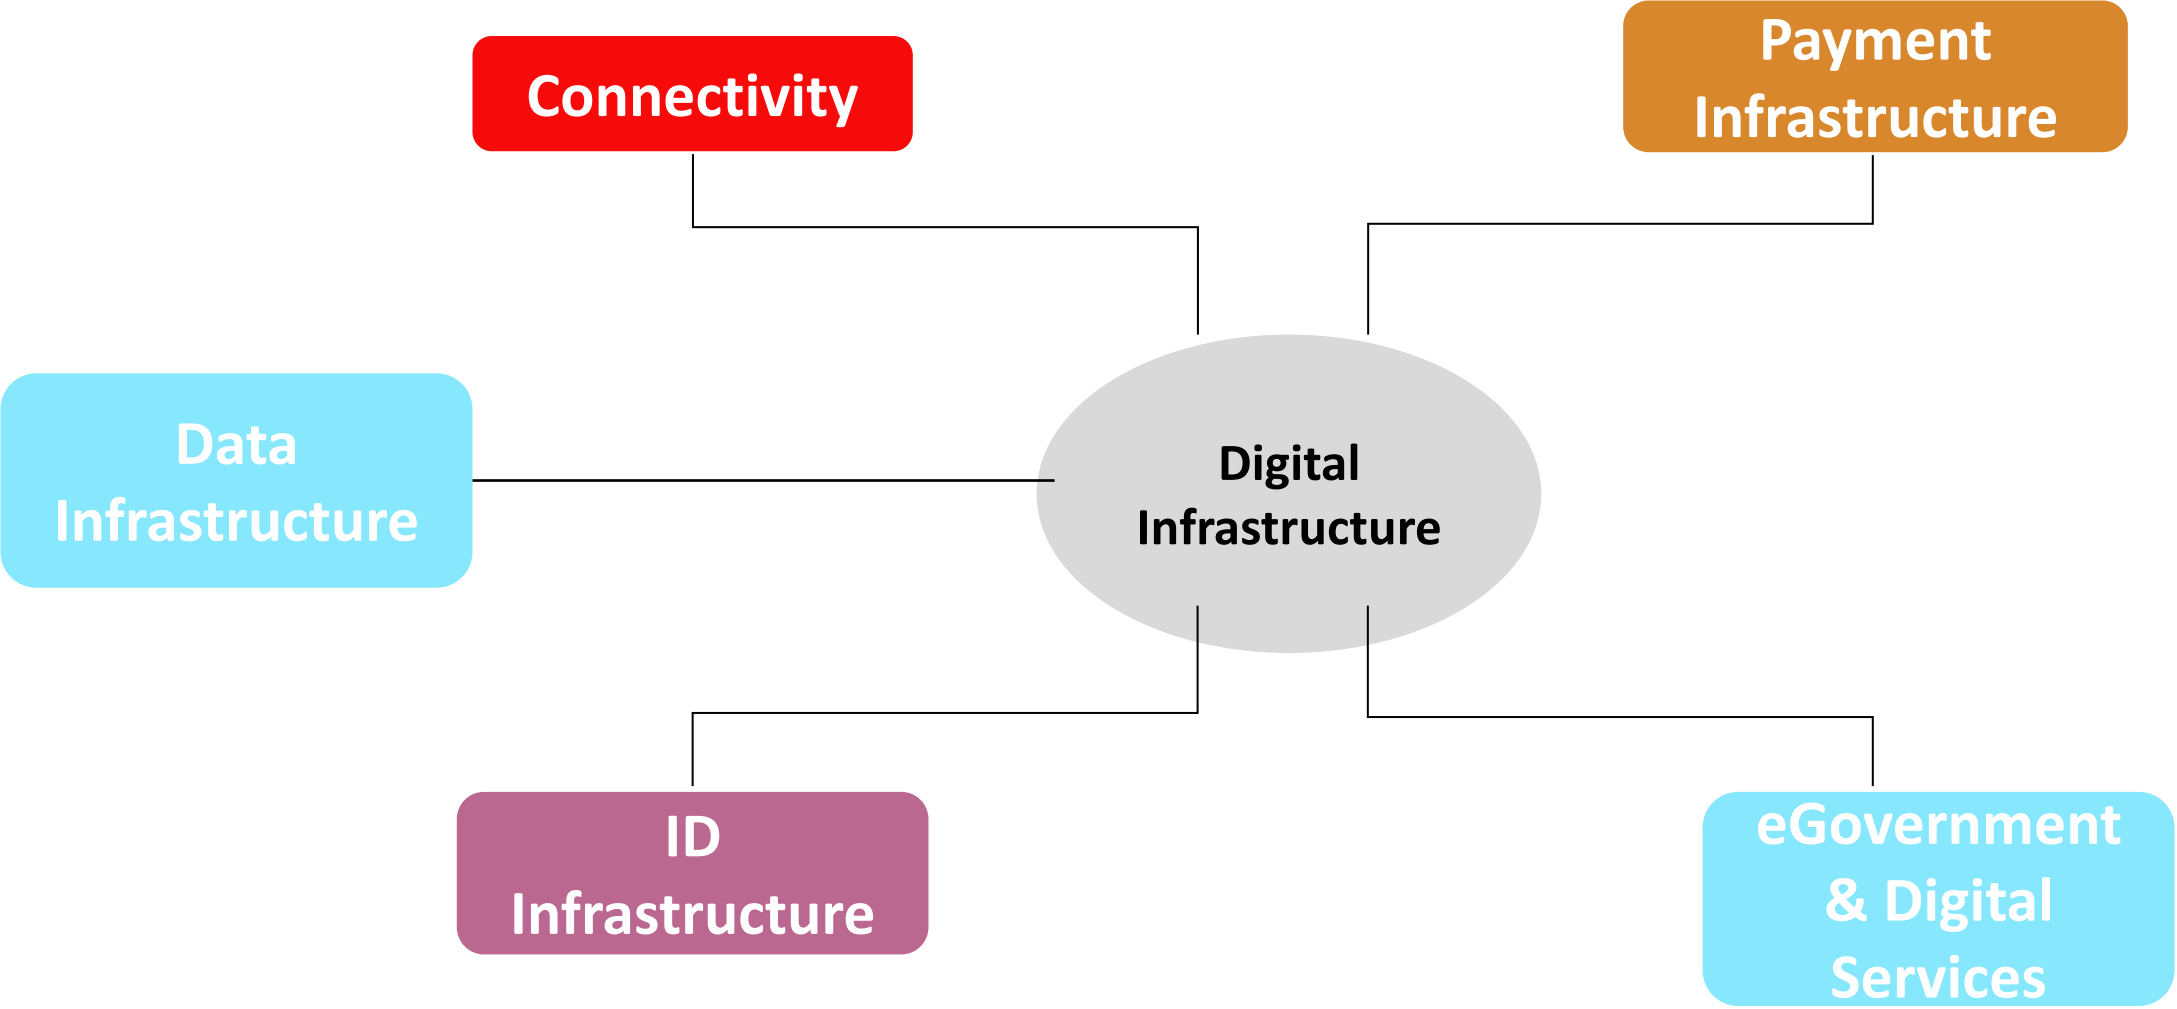 Connectivity
Payment
Infrastructure
Data
Infrastructure
Digital
Infrastructure
ID
Infrastructure
eGovernment
& Digital
Services